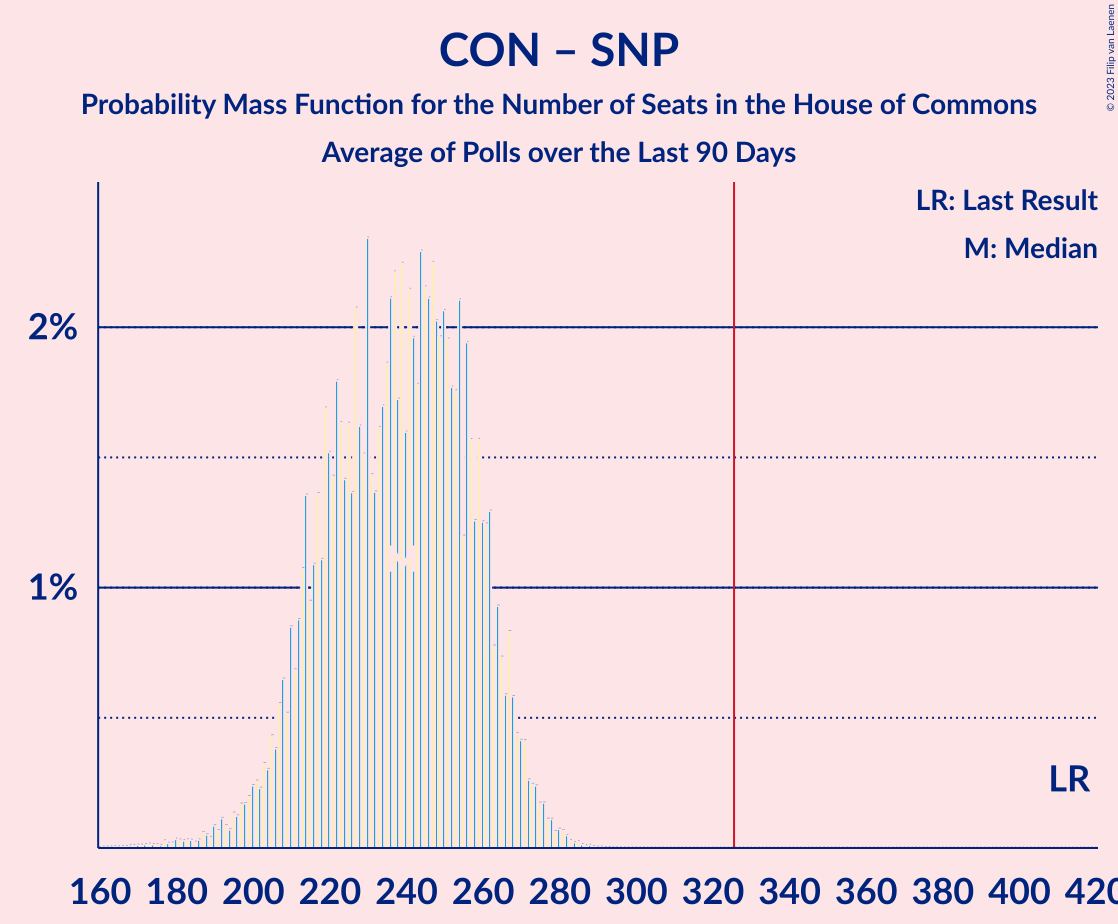 CON – SNP
Probability Mass Function for the Number of Seats in the House of Commons
Average of Polls over the Last 90 Days
© 2023 Filip van Laenen
LR: Last Result
M: Median
2%
1%
LR
160 180 200 220 240 260 280 300 320 340 360 380 400 420